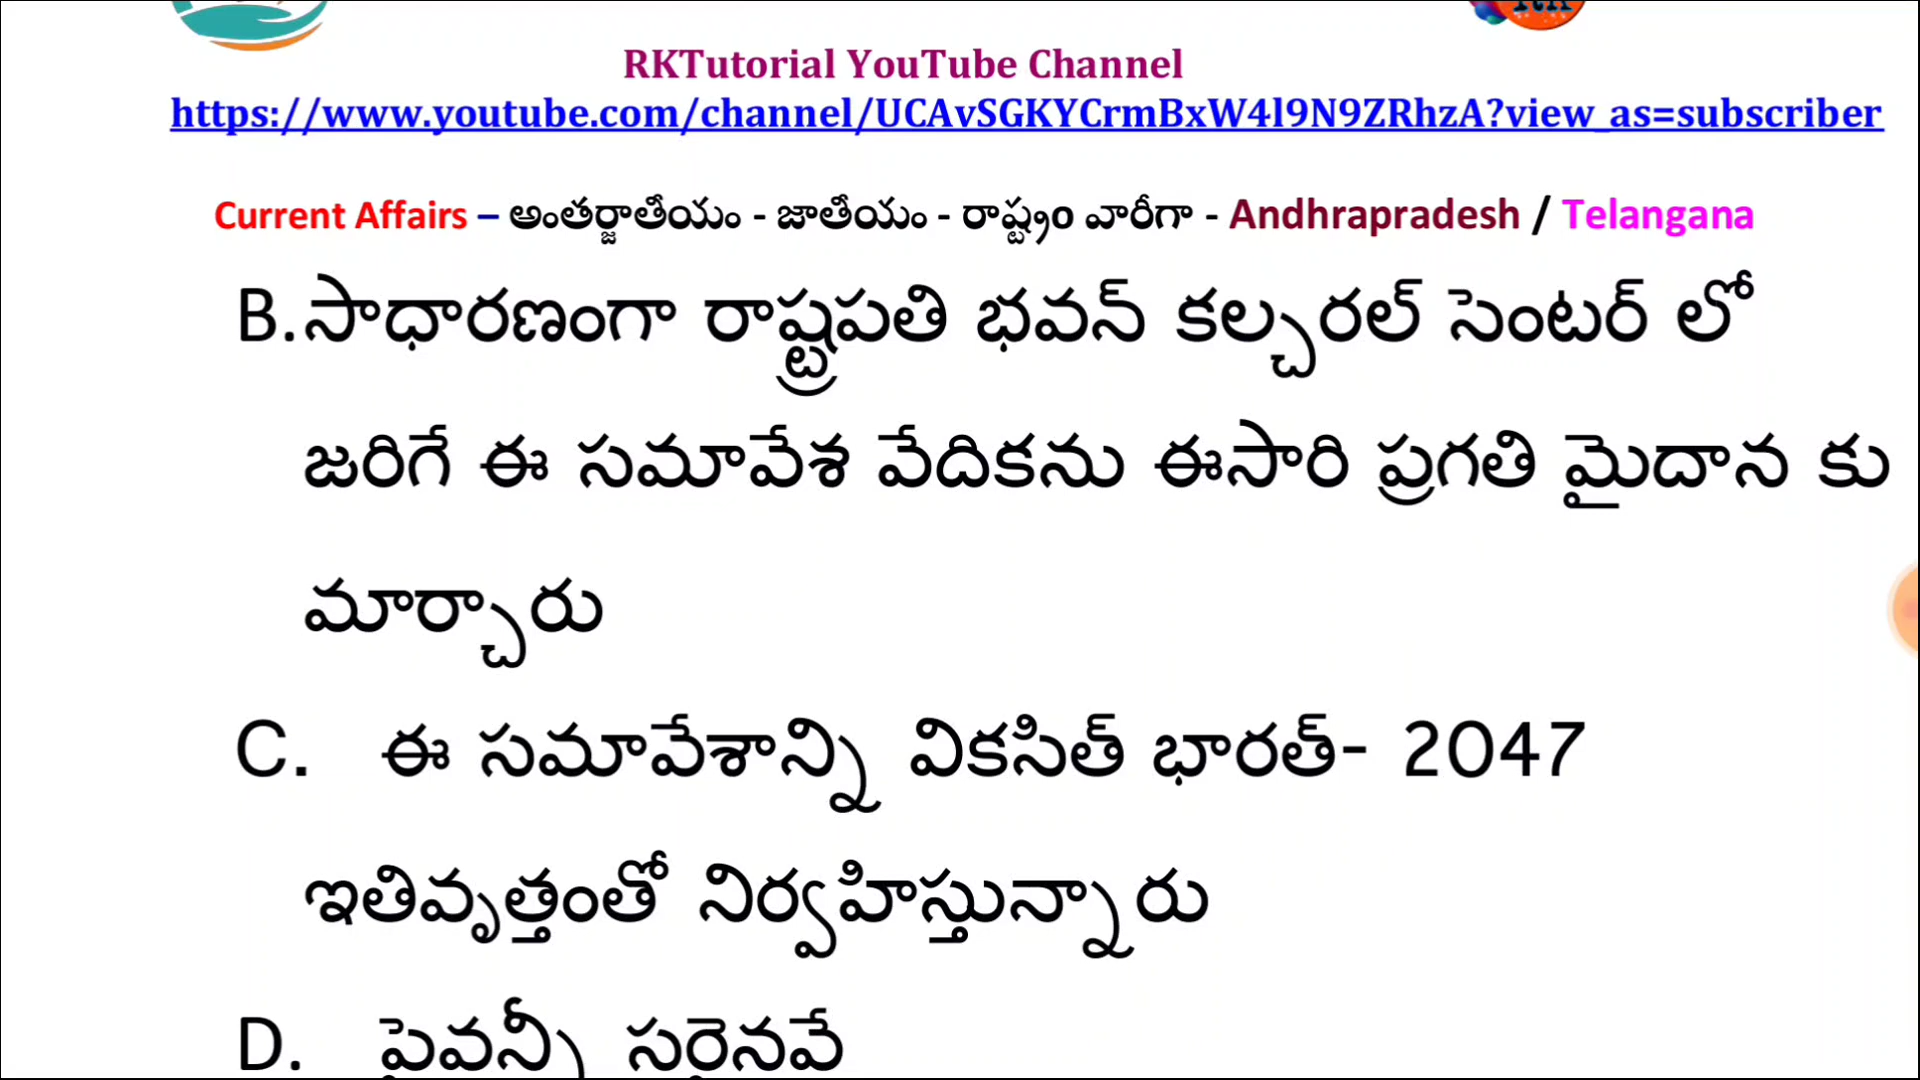 RKTutorial YouTube Channel
https://www.youtube.com/channel/UCAvSGKYCrmBxW4l9N9ZRhzA?view_as=subscriber
Current Affairs – అంతర్జాతీయం - జాతీయం - రాష్ట్రం వారీగా - Andhrapradesh / Telangana
B.సాధారణంగా రాష్ట్రపతి భవన్ కల్చరల్ సెంటర్ లో
జరిగే ఈ సమావేశ వేదికను ఈసారి ప్రగతి మైదాన కు
మార్చారు
C. ఈ సమావేశాన్ని వికసిత్ భారత్- 2047
ఇతివృత్తంతో నిర్వహిస్తున్నారు
D. పైవన్నీ సరైనవే